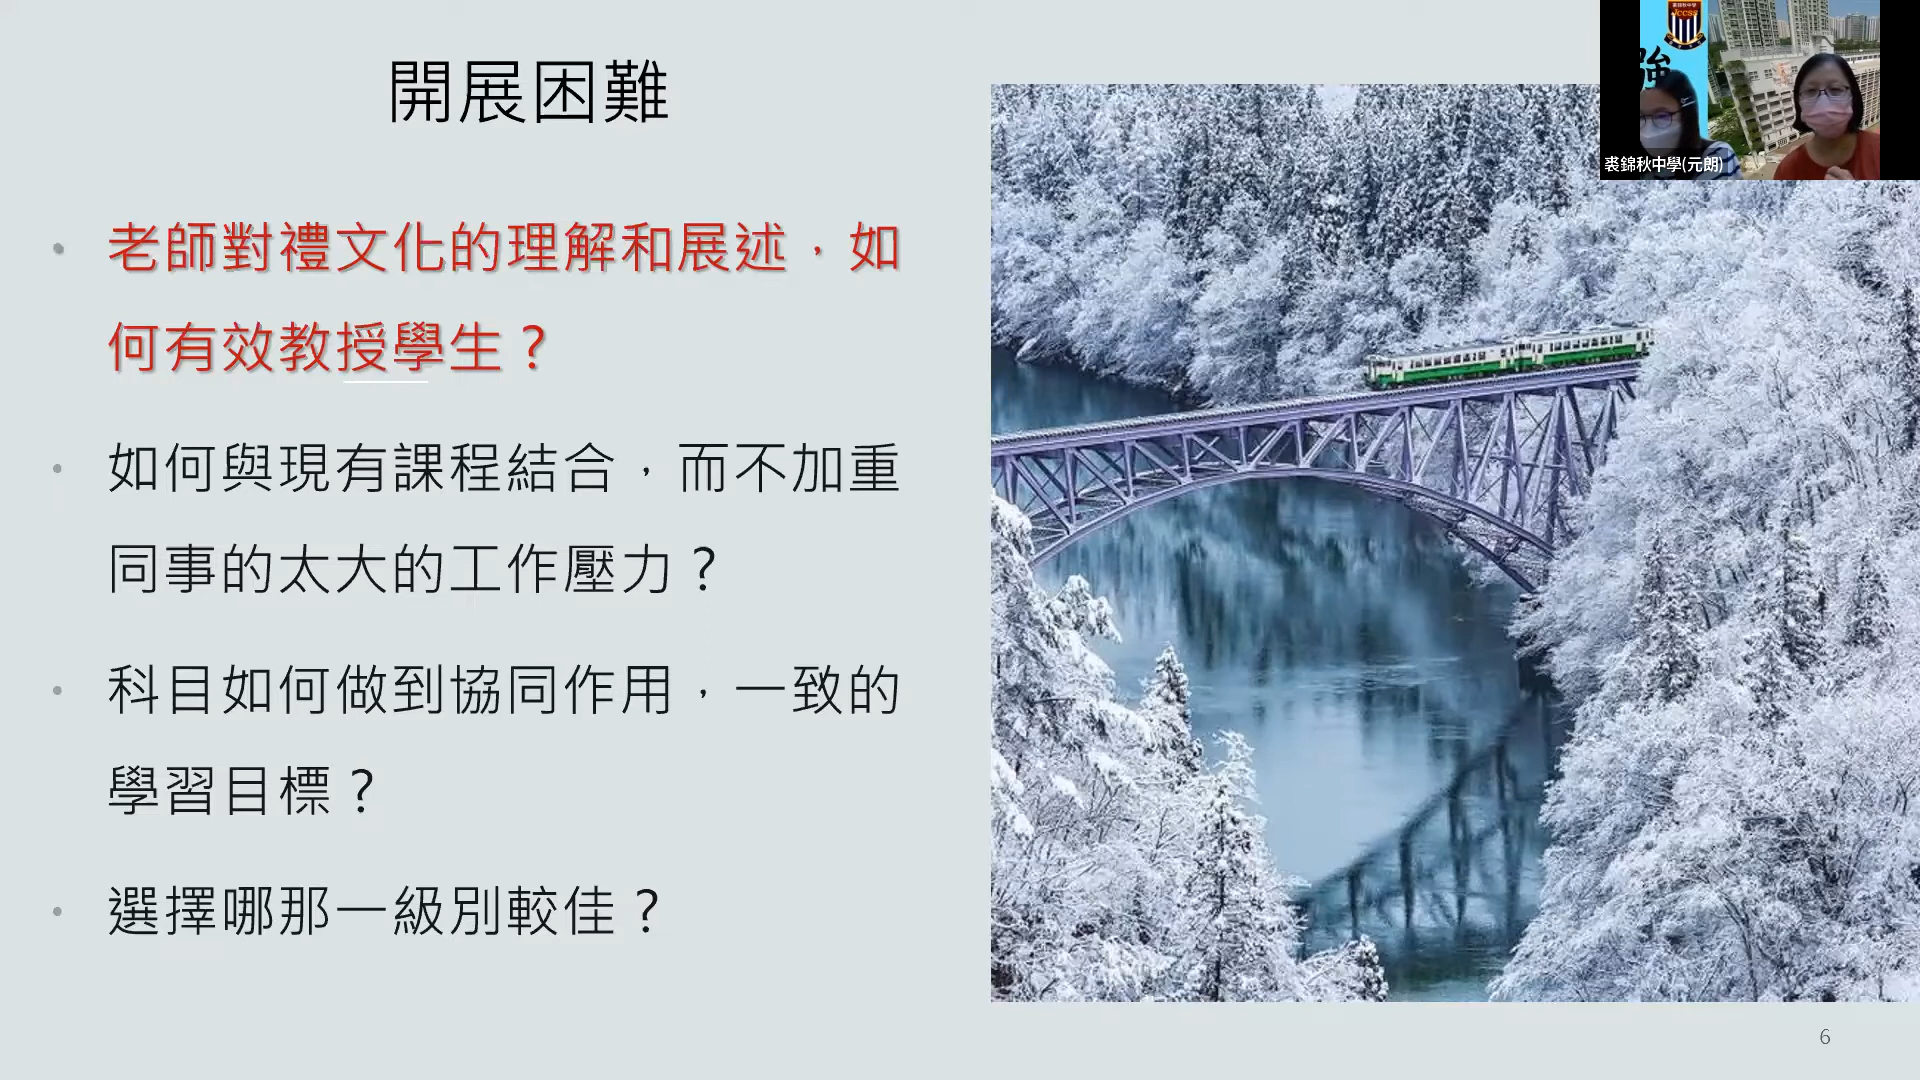 開展困難
老師對禮文化的理解和展述，如
何有效教授學生？
如何與現有課程結合，而不加重
同事的太大的工作壓力？
科目如何做到協同作用，一致的
學習目標？
選擇哪那一級別較佳？
強
裘錦秋中學(元朗)
6